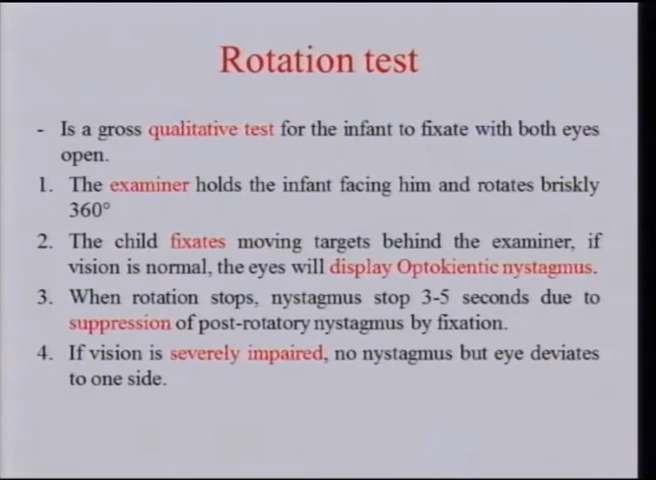 Rotation test
- Is a gross qualitative test for the infant to fixate with both eyes
open.
1. The examiner holds the infant facing him and rotates briskly
360°
2. The child fixates moving targets behind the examiner, if
vision is normal, the eyes will display Optokientic nystagmus.
3. When rotation stops, nystagmus stop 3-5 seconds due to
suppression of post-rotatory nystagmus by fixation.
4. If vision is severely impaired, no nystagmus but eye deviates
to one side.